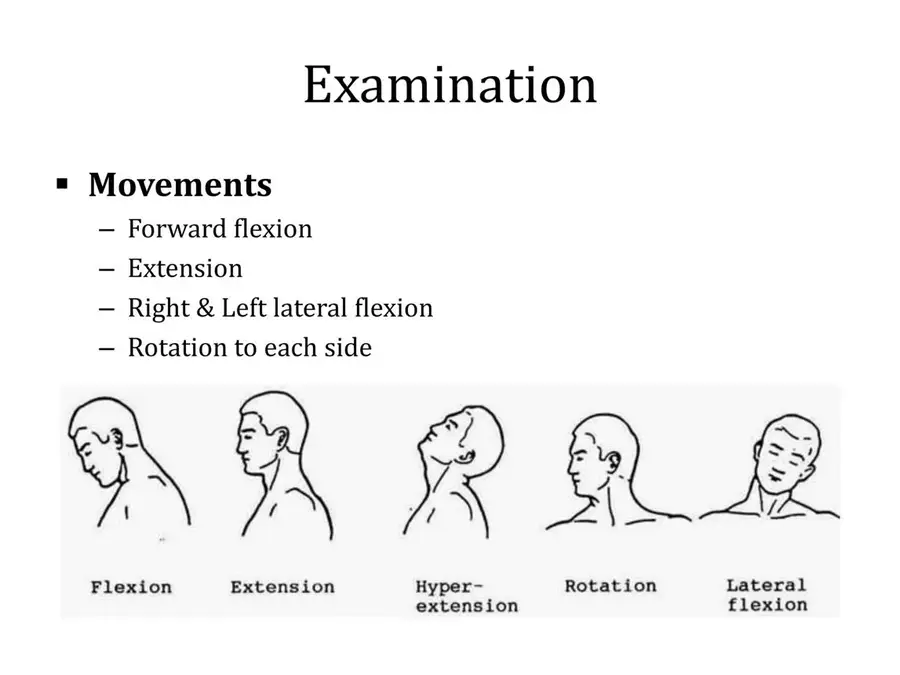 Examination
▪ Movements
– Forward flexion
– Extension
– Right & Left lateral flexion
– Rotation to each side
Flexion
Extension
Hyper-
extension
Rotation
Lateral
flexion